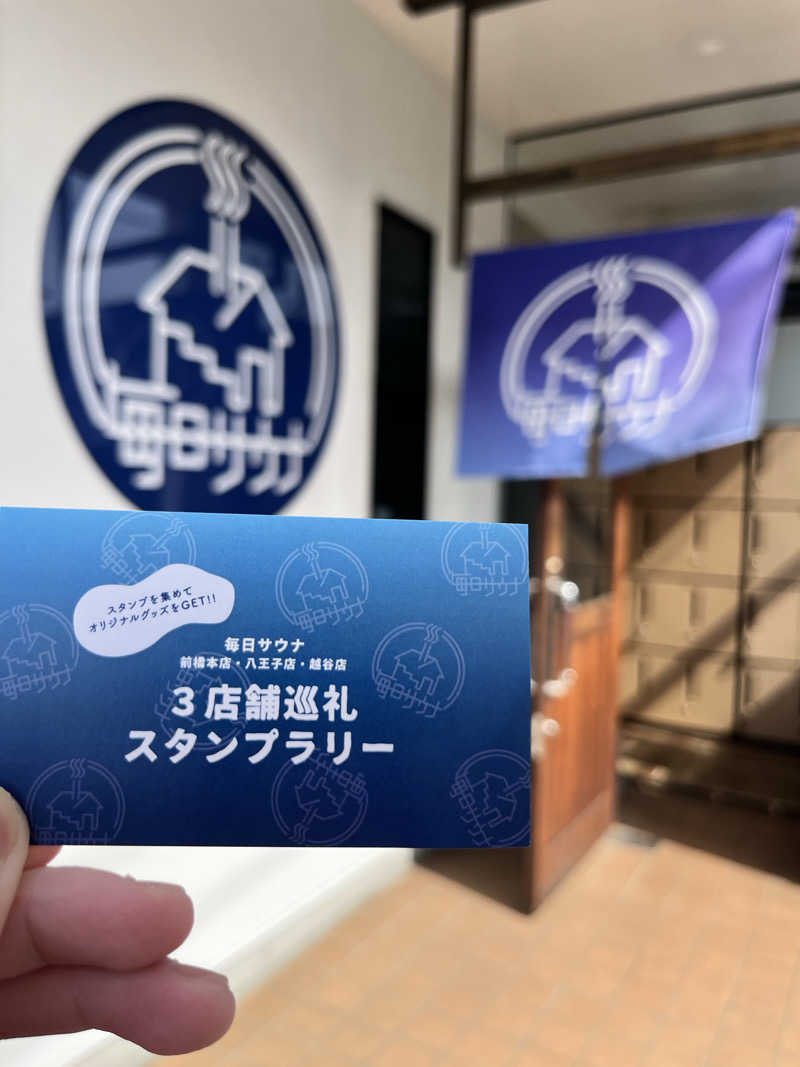 毎日サウナ
スタンプを集めて
オリジナルグッズをGET!!
毎日サウナ
前橋本店・八王子店・越谷店
3店舗巡礼
スタンプラリー